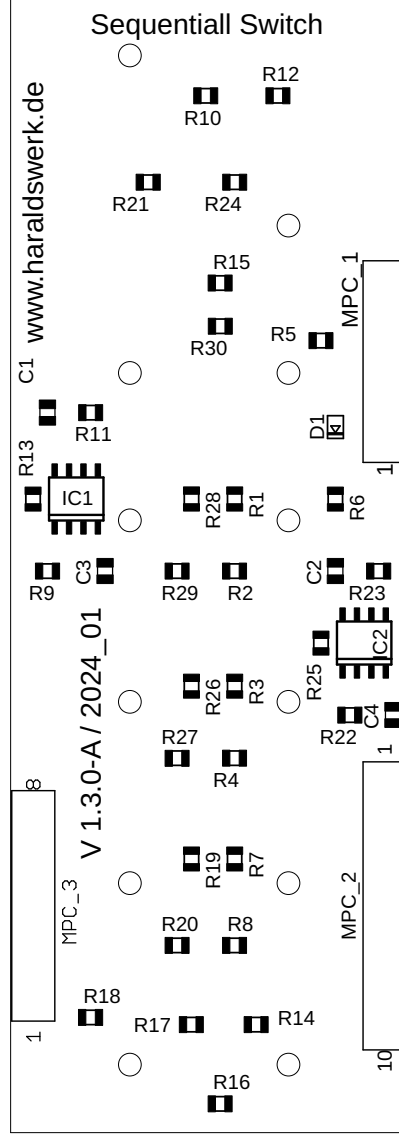 Sequentiall Switch
R12
R10
www.haraldswerk.de
R21
R24
R15
MPC_1
R30
R5
C1
R11
D1
R13
IC1
R28
R1
R6
1
R9
C3
R29
R2
C2
R23
IC2
R25
V 1.3.0-A / 2024_01
R26
R3
R22
C4
R27
R4
1
8
R19
R7
MPC_3
MPC_2
R20
R8
R18
R17
R14
1
10
R16